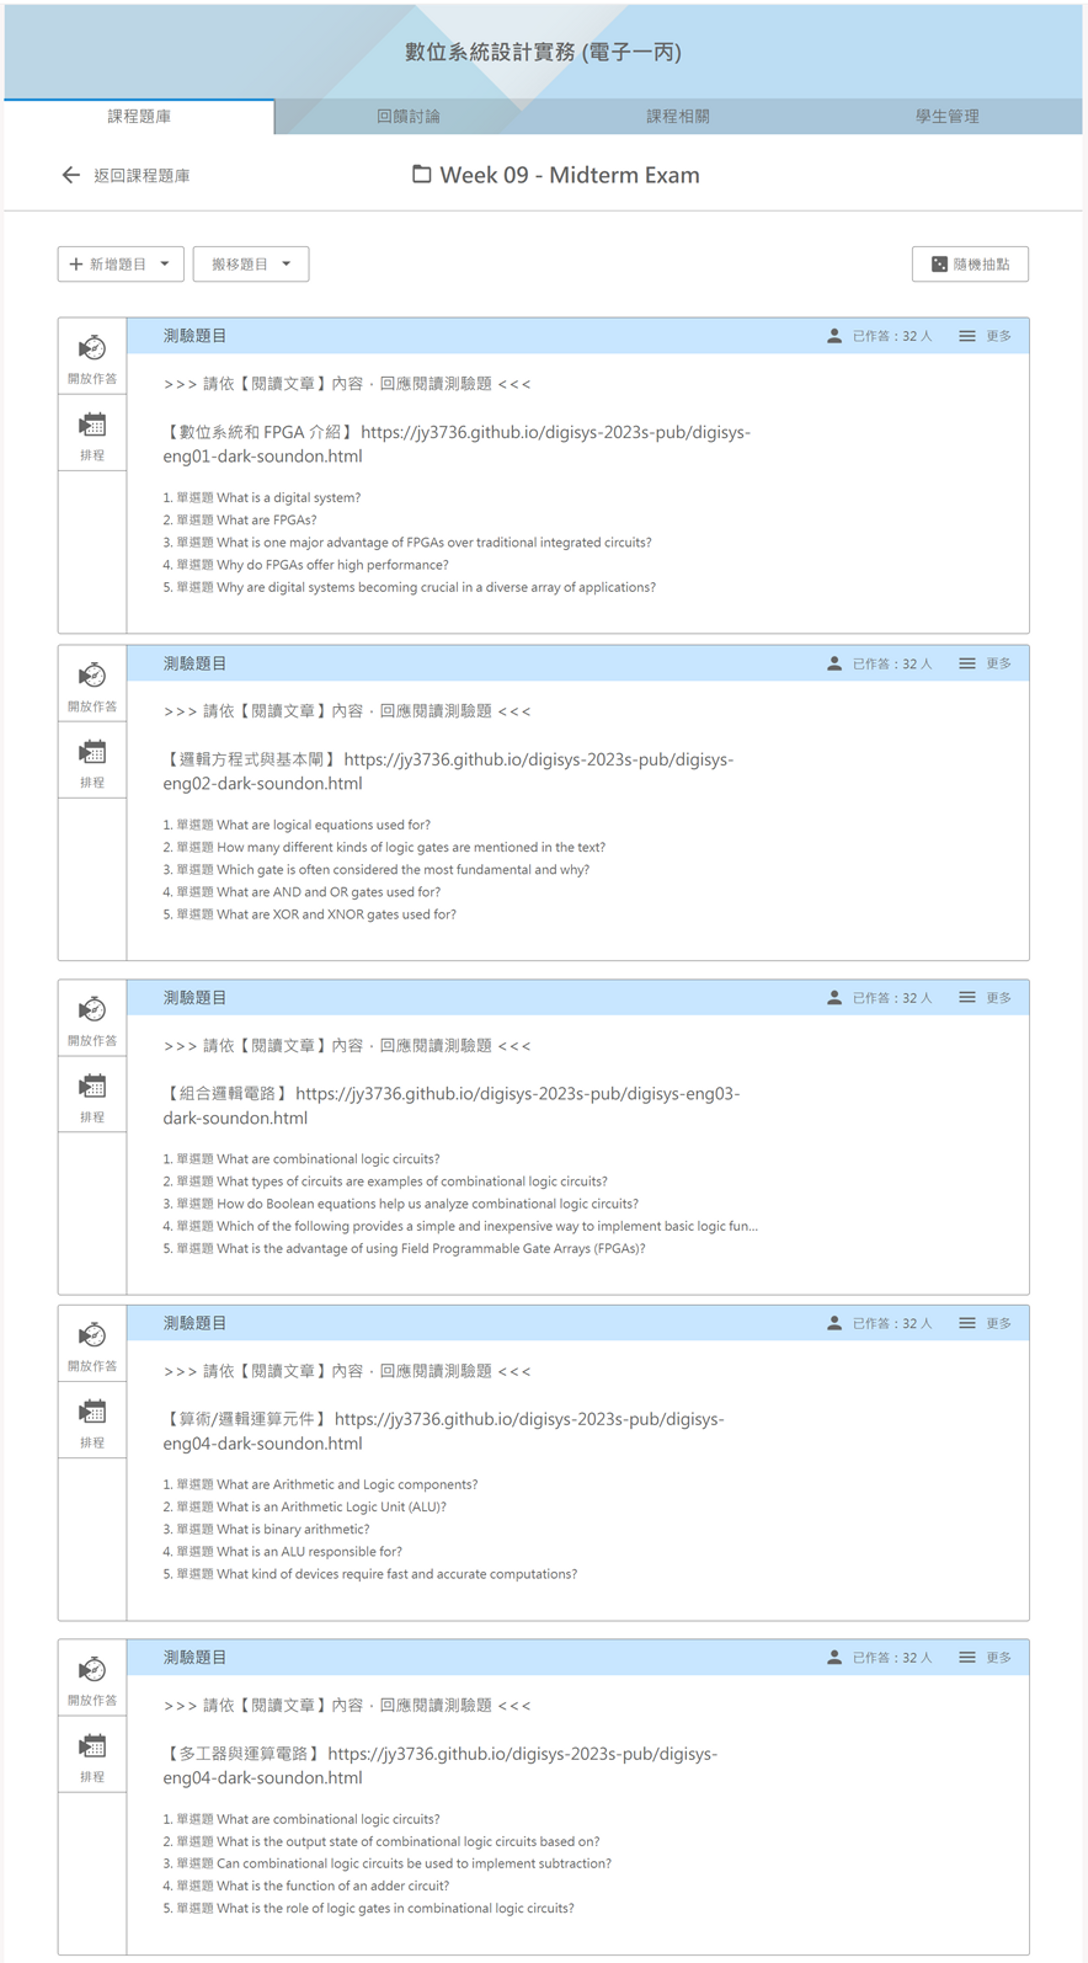 數位系統設計實務 (電子一丙)
課程題庫 回饋討論 課程相關 學生管理
返回課程題庫 Week 09 - Midterm Exam
新增題目 搬移題目 隨機抽點
測驗題目 已作答：32 人 更多
開放作答
排程
>>> 請依【閱讀文章】內容，回應閱讀測驗題 <<<
【數位系統和 FPGA 介紹】https://jy3736.github.io/digisys-2023s-pub/digisys-
eng01-dark-soundon.html
1. 單選題 What is a digital system?
2. 單選題 What are FPGAs?
3. 單選題 What is one major advantage of FPGAs over traditional integrated circuits?
4. 單選題 Why do FPGAs offer high performance?
5. 單選題 Why are digital systems becoming crucial in a diverse array of applications?
測驗題目 已作答：32 人 更多
開放作答
排程
>>> 請依【閱讀文章】內容，回應閱讀測驗題 <<<
【邏輯方程式與基本閘】https://jy3736.github.io/digisys-2023s-pub/digisys-
eng02-dark-soundon.html
1. 單選題 What are logical equations used for?
2. 單選題 How many different kinds of logic gates are mentioned in the text?
3. 單選題 Which gate is often considered the most fundamental and why?
4. 單選題 What are AND and OR gates used for?
5. 單選題 What are XOR and XNOR gates used for?
測驗題目 已作答：32 人 更多
開放作答
排程
>>> 請依【閱讀文章】內容，回應閱讀測驗題 <<<
【組合邏輯電路】https://jy3736.github.io/digisys-2023s-pub/digisys-eng03-
dark-soundon.html
1. 單選題 What are combinational logic circuits?
2. 單選題 What types of circuits are examples of combinational logic circuits?
3. 單選題 How do Boolean equations help us analyze combinational logic circuits?
4. 單選題 Which of the following provides a simple and inexpensive way to implement basic logic fun...
5. 單選題 What is the advantage of using Field Programmable Gate Arrays (FPGAs)?
測驗題目 已作答：32 人 更多
開放作答
排程
>>> 請依【閱讀文章】內容，回應閱讀測驗題 <<<
【算術/邏輯運算元件】https://jy3736.github.io/digisys-2023s-pub/digisys-
eng04-dark-soundon.html
1. 單選題 What are Arithmetic and Logic components?
2. 單選題 What is an Arithmetic Logic Unit (ALU)?
3. 單選題 What is binary arithmetic?
4. 單選題 What is an ALU responsible for?
5. 單選題 What kind of devices require fast and accurate computations?
測驗題目 已作答：32 人 更多
開放作答
排程
>>> 請依【閱讀文章】內容，回應閱讀測驗題 <<<
【多工器與運算電路】https://jy3736.github.io/digisys-2023s-pub/digisys-
eng04-dark-soundon.html
1. 單選題 What are combinational logic circuits?
2. 單選題 What is the output state of combinational logic circuits based on?
3. 單選題 Can combinational logic circuits be used to implement subtraction?
4. 單選題 What is the function of an adder circuit?
5. 單選題 What is the role of logic gates in combinational logic circuits?